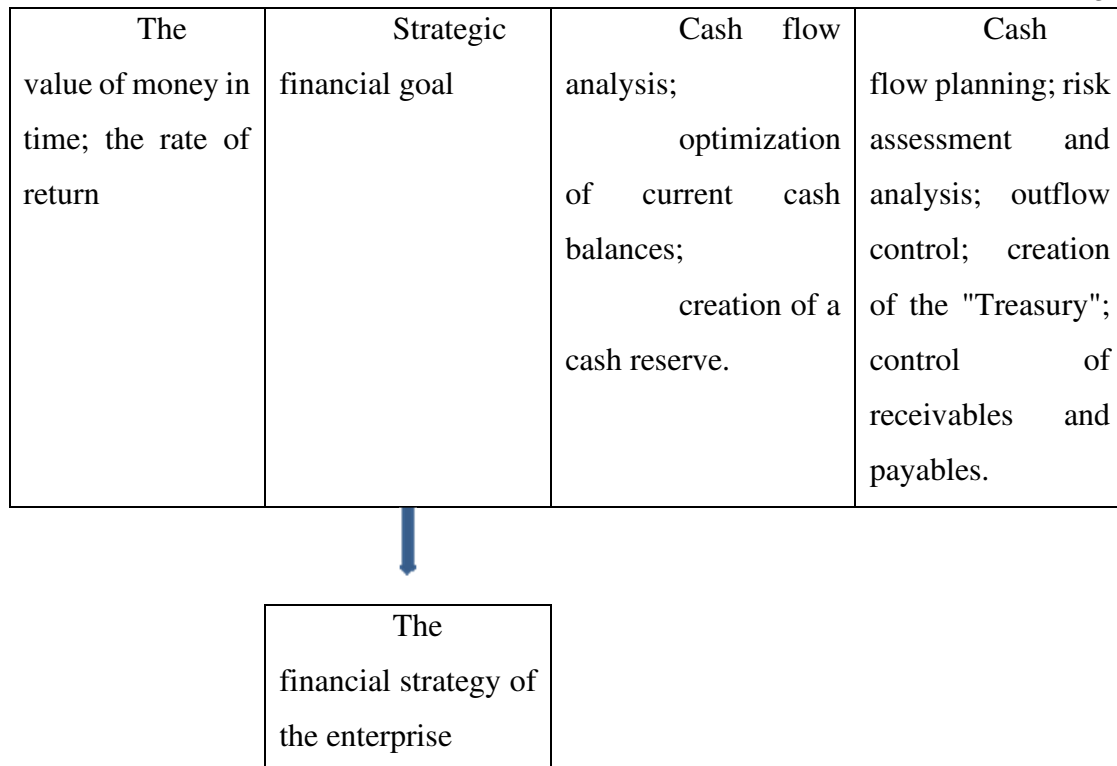 The
value of money in
time; the rate of
return
Strategic
financial goal
Cash flow
analysis;
optimization
of current cash
balances;
creation of a
cash reserve.
Cash
flow planning; risk
assessment and
analysis; outflow
control; creation
of the "Treasury";
control of
receivables and
payables.
The
financial strategy of
the enterprise